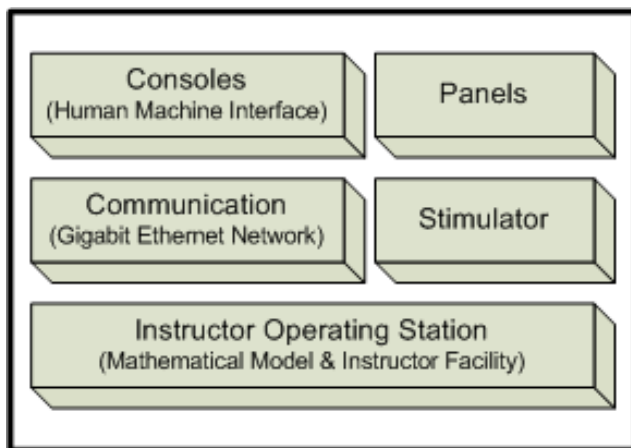 Consoles
(Human Machine Interface)
Panels
Communication
(Gigabit Ethernet Network)
Stimulator
Instructor Operating Station
(Mathematical Model & Instructor Facility)